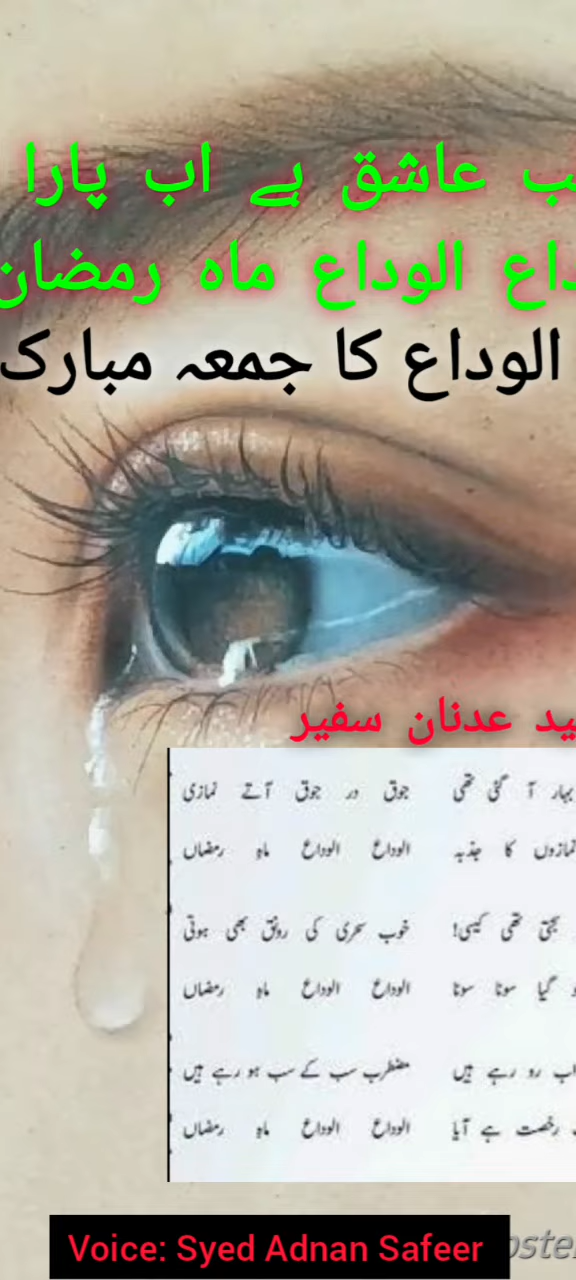 عاشق ہے اب پارا
الوداع ماہ رمضان
الوداع کا جمعہ مبارک
عدنان سفیر
بہار آ گئی تھی جوق در جوق آتے نمازی
نمازوں کا جذبہ الوداع الوداع ماہِ رمضاں
سجتی تھی کیسی! خوب سحری کی رونق بھی ہوتی
گیا سونا سونا الوداع الوداع ماہِ رمضاں
اب رو رہے ہیں مضطرب سب کے سب ہو رہے ہیں
رخصت ہے آیا الوداع الوداع ماہِ رمضاں
Voice: Syed Adnan Safeer